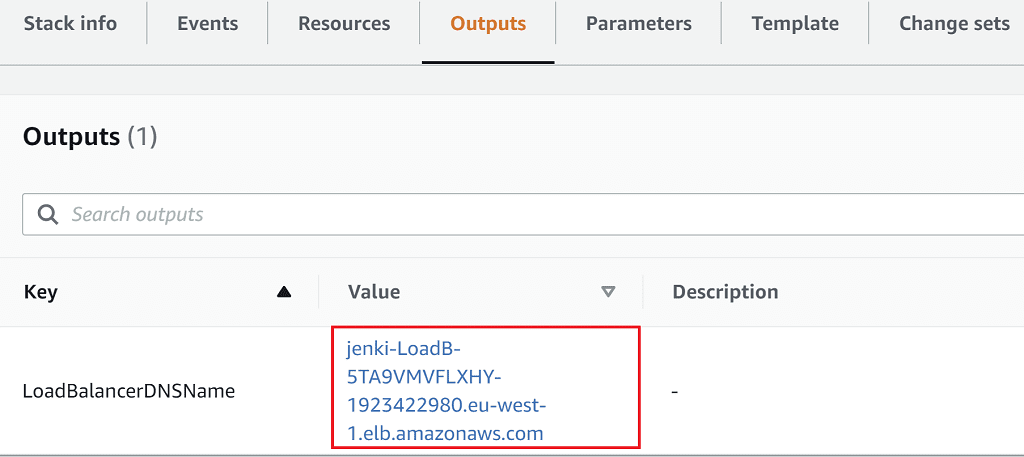 Stack info Events Resources Outputs Parameters Template Change sets
Outputs (1)
Search outputs
Key Value Description
jenki-LoadB-
5TA9VMVFLXHY-
LoadBalancerDNSName 1923422980.eu-west- -
1.elb.amazonaws.com